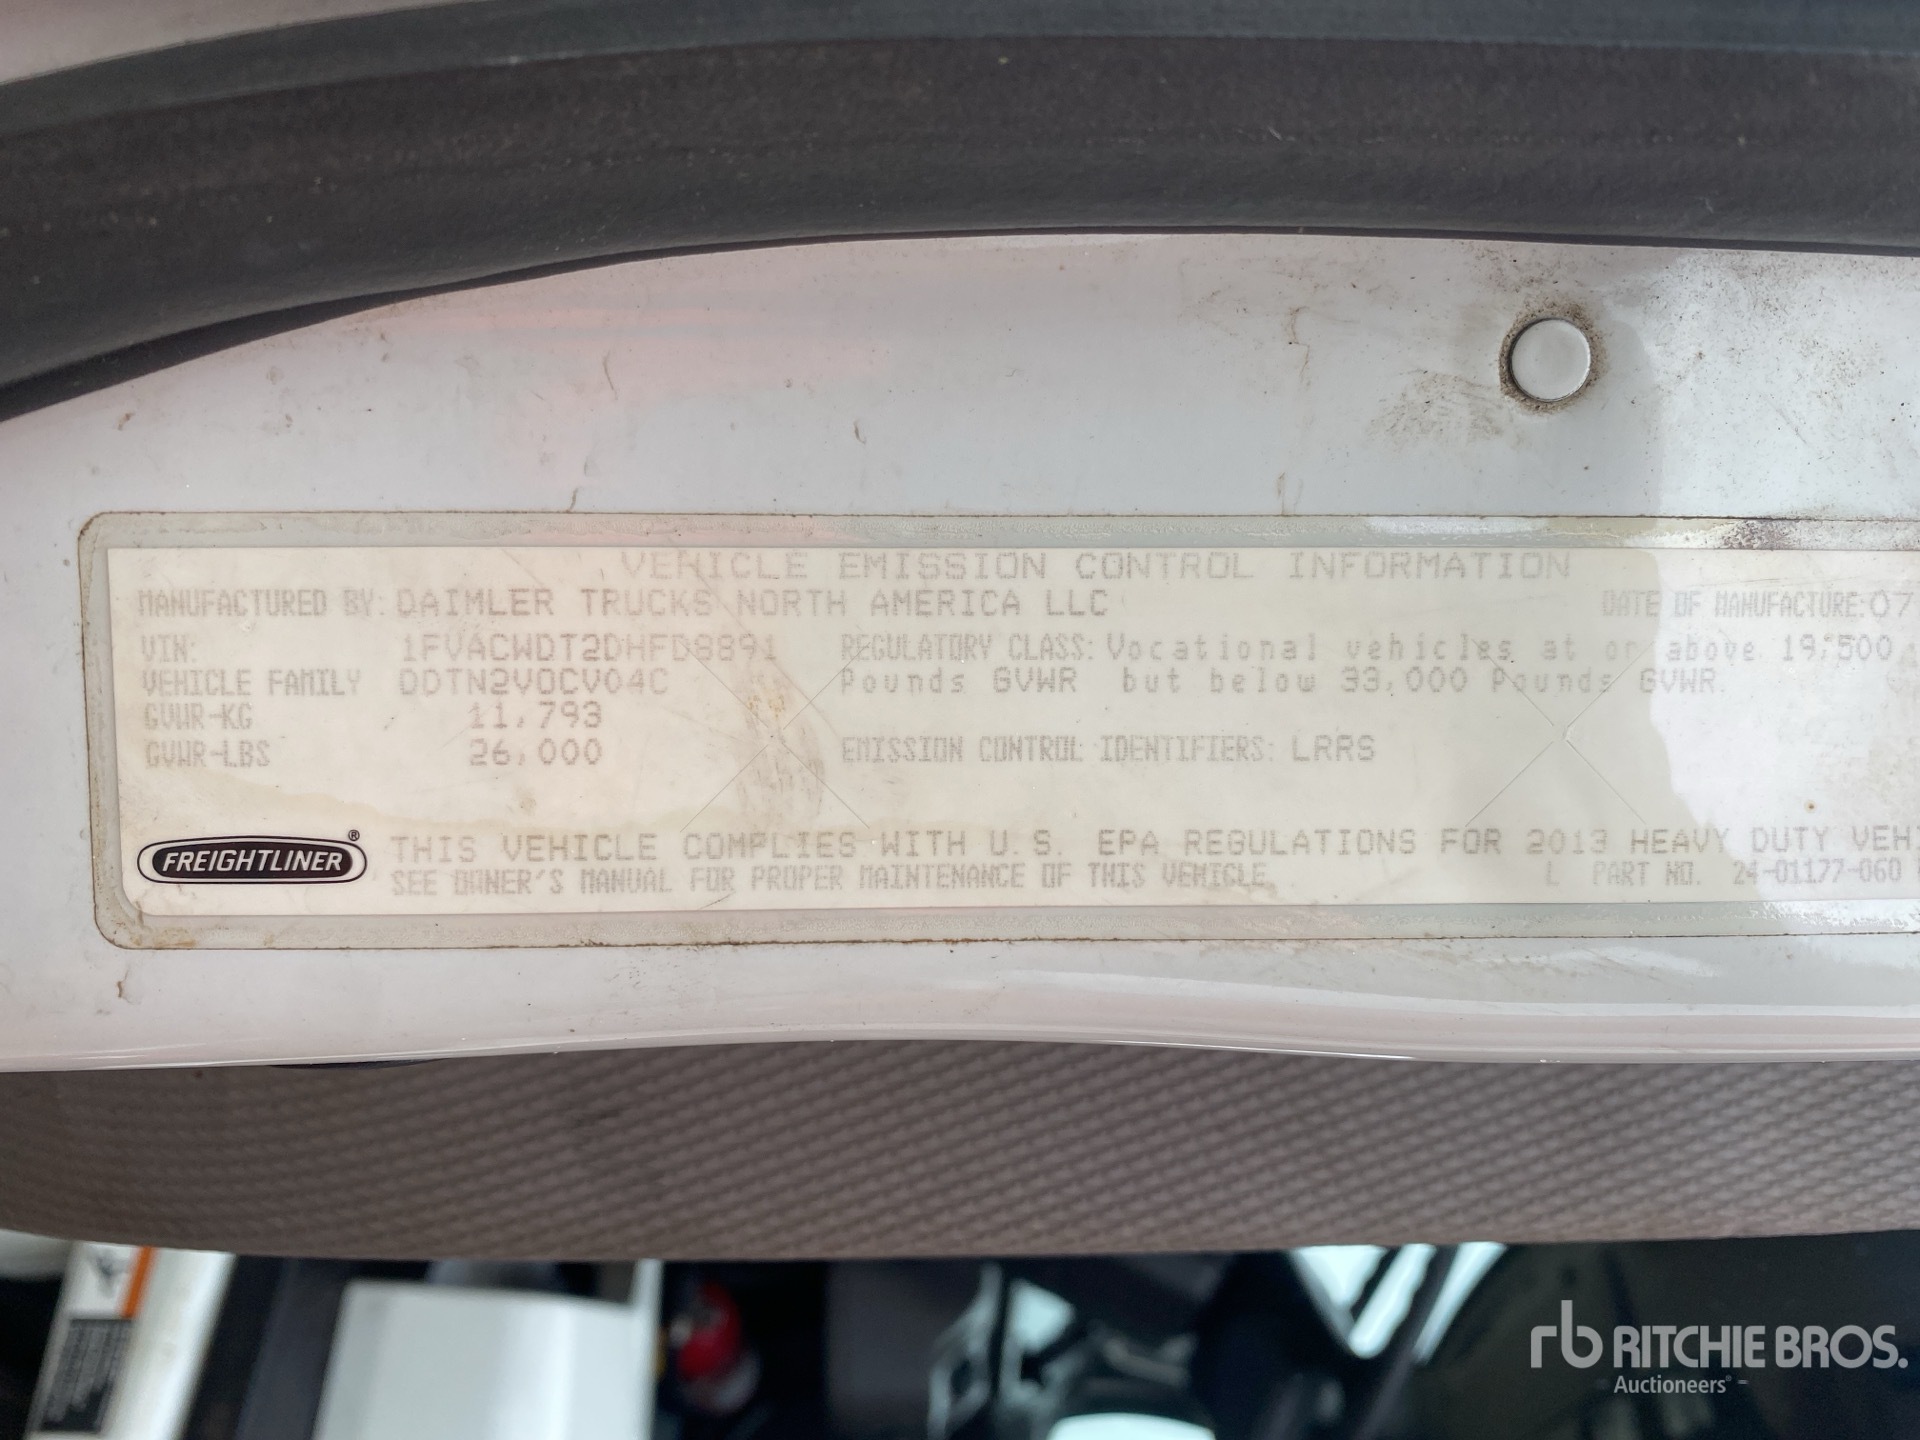 VEHICLE EMISSION CONTROL INFORMATION
MANUFACTURED BY: DAIMLER TRUCKS NORTH AMERICA LLC DATE OF MANUFACTURE: 07
VIN: 1FVACWDT2DHFD8891 REGULATORY CLASS: Vocational vehicles at or above 19,500
VEHICLE FAMILY DDTN2VOCV04C Pounds GVWR but below 33,000 Pounds GVWR.
GVWR-KG 11,793
GVWR-LBS 26,000 EMISSION CONTROL IDENTIFIERS: LRRS
FREIGHTLINER ® THIS VEHICLE COMPLIES WITH U.S. EPA REGULATIONS FOR 2013 HEAVY DUTY VEHI
SEE OWNER'S MANUAL FOR PROPER MAINTENANCE OF THIS VEHICLE L PART NO. 24-01177-060
rb RITCHIE BROS.
Auctioneers